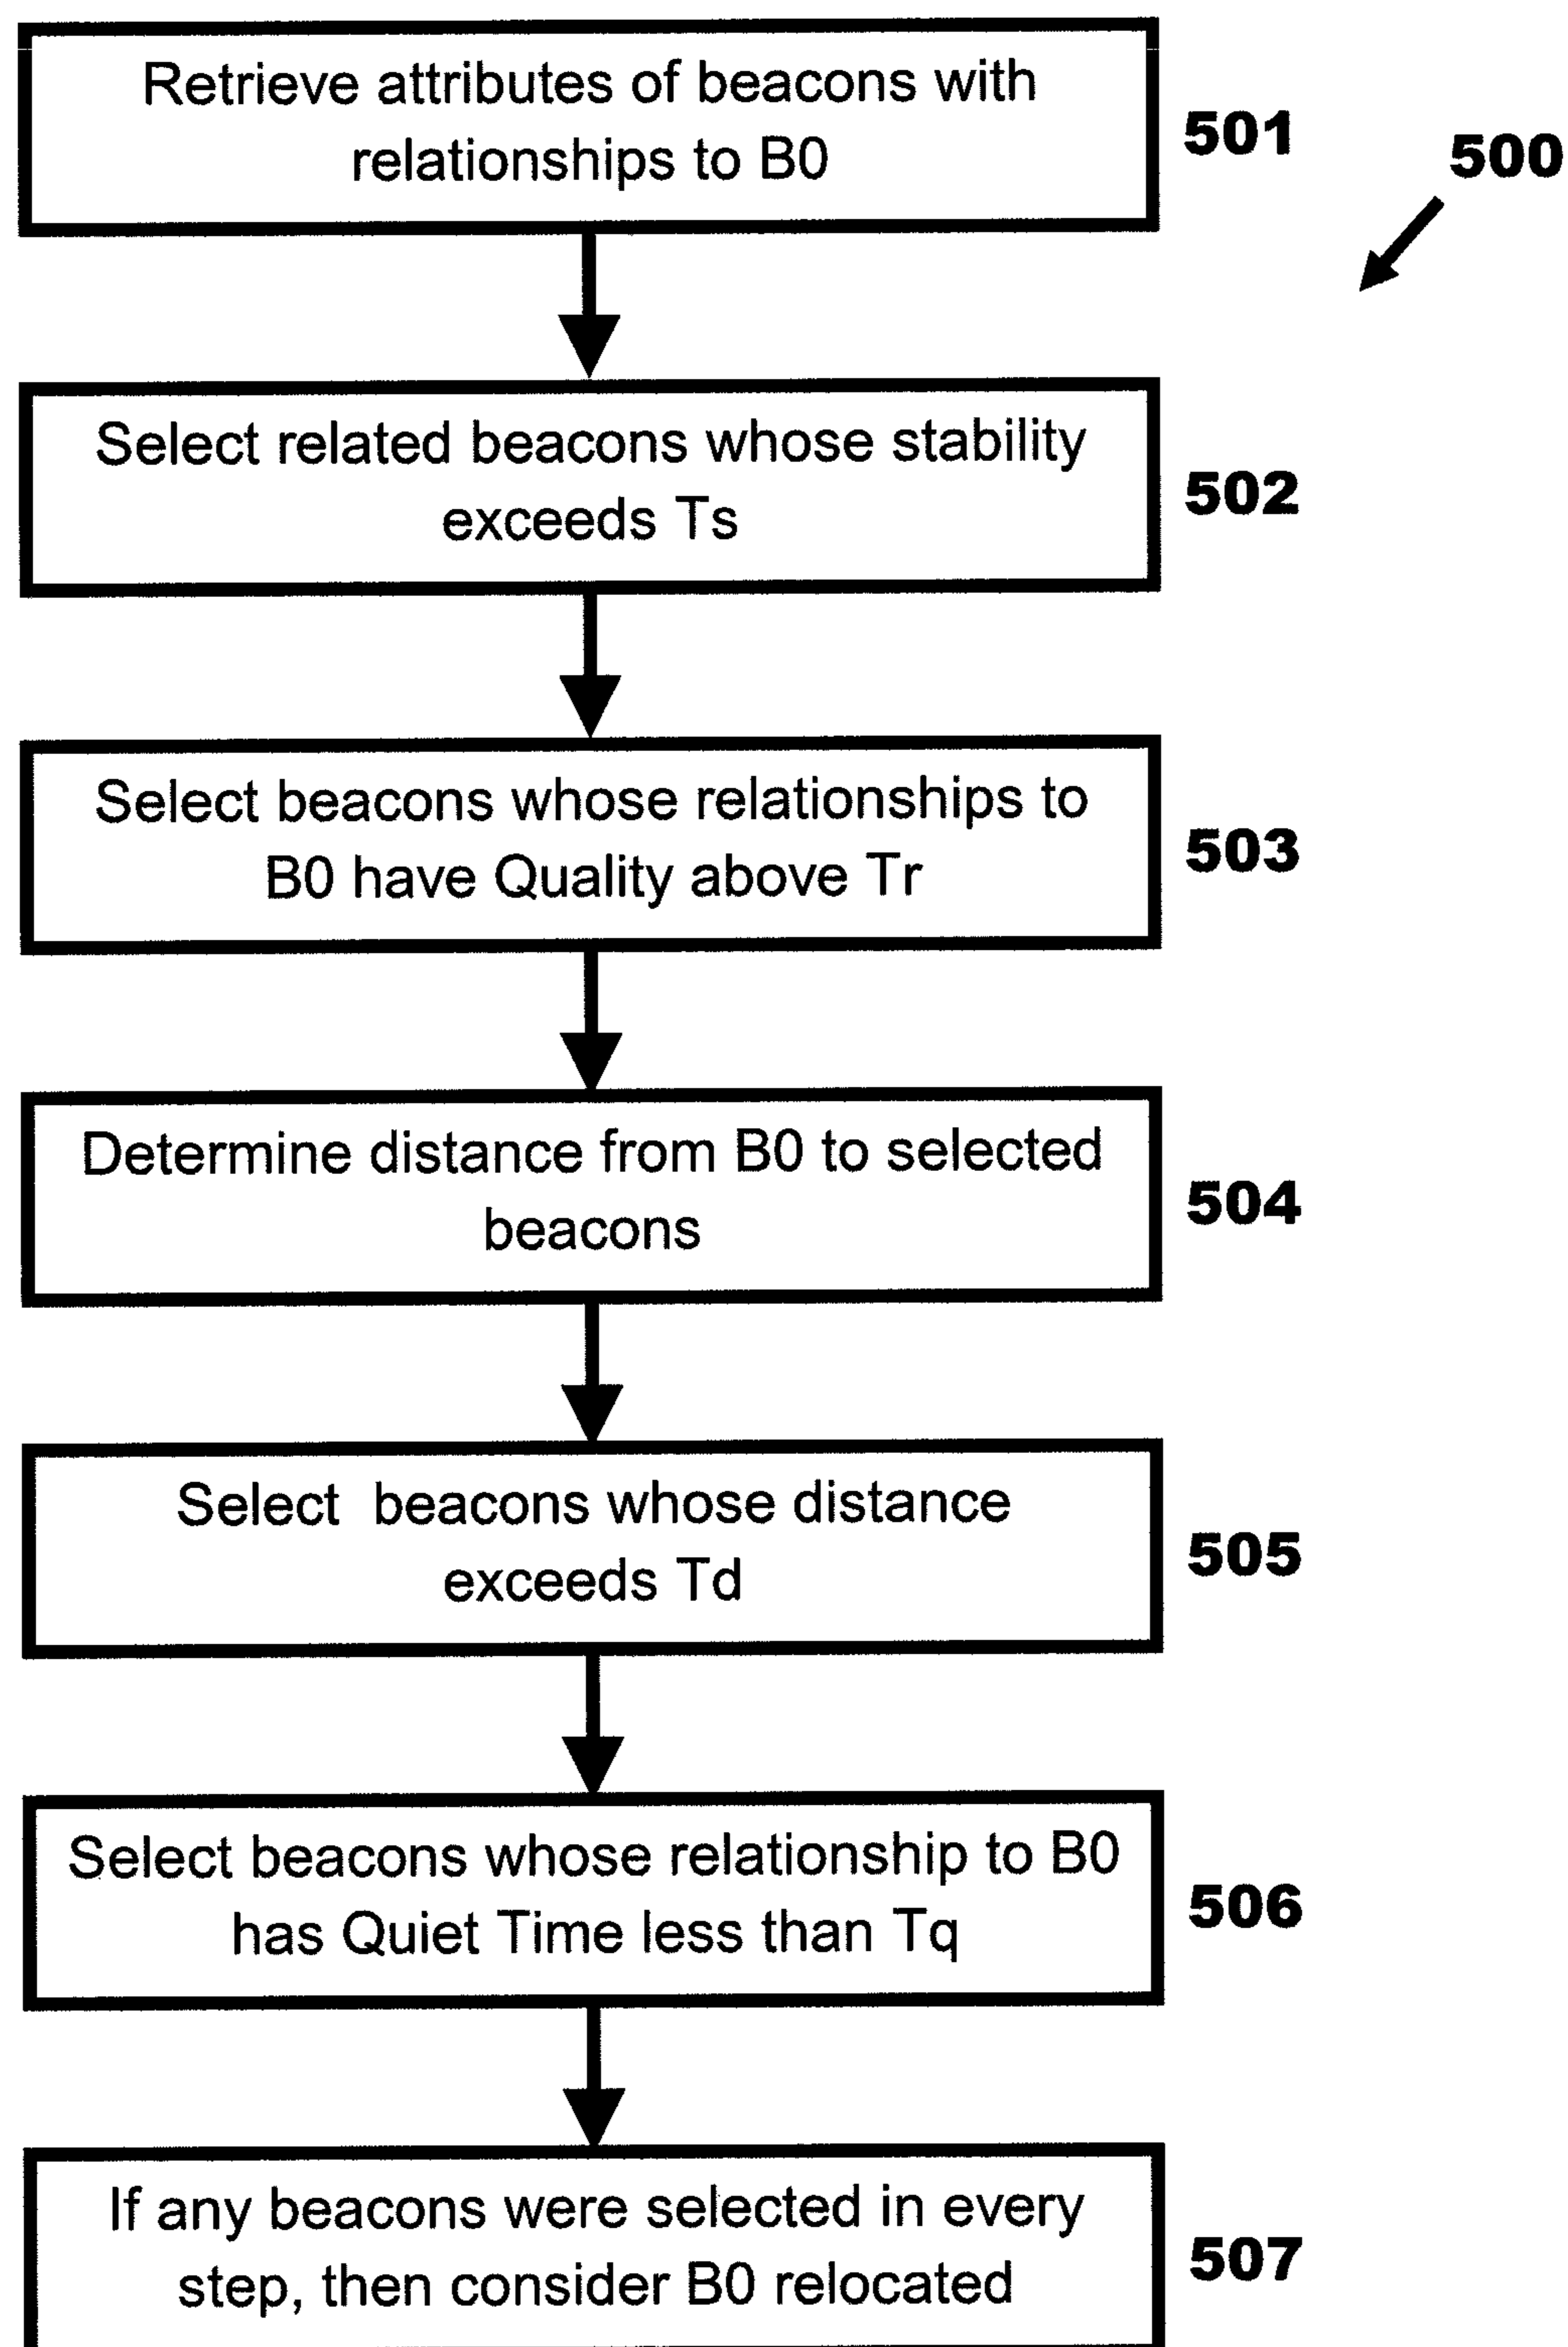 Retrieve attributes of beacons with
relationships to B0
501
500
Select related beacons whose stability
exceeds Ts
502
Select beacons whose relationships to
B0 have Quality above Tr
503
Determine distance from B0 to selected
beacons
504
Select beacons whose distance
exceeds Td
505
Select beacons whose relationship to B0
has Quiet Time less than Tq
506
If any beacons were selected in every
step, then consider B0 relocated
507